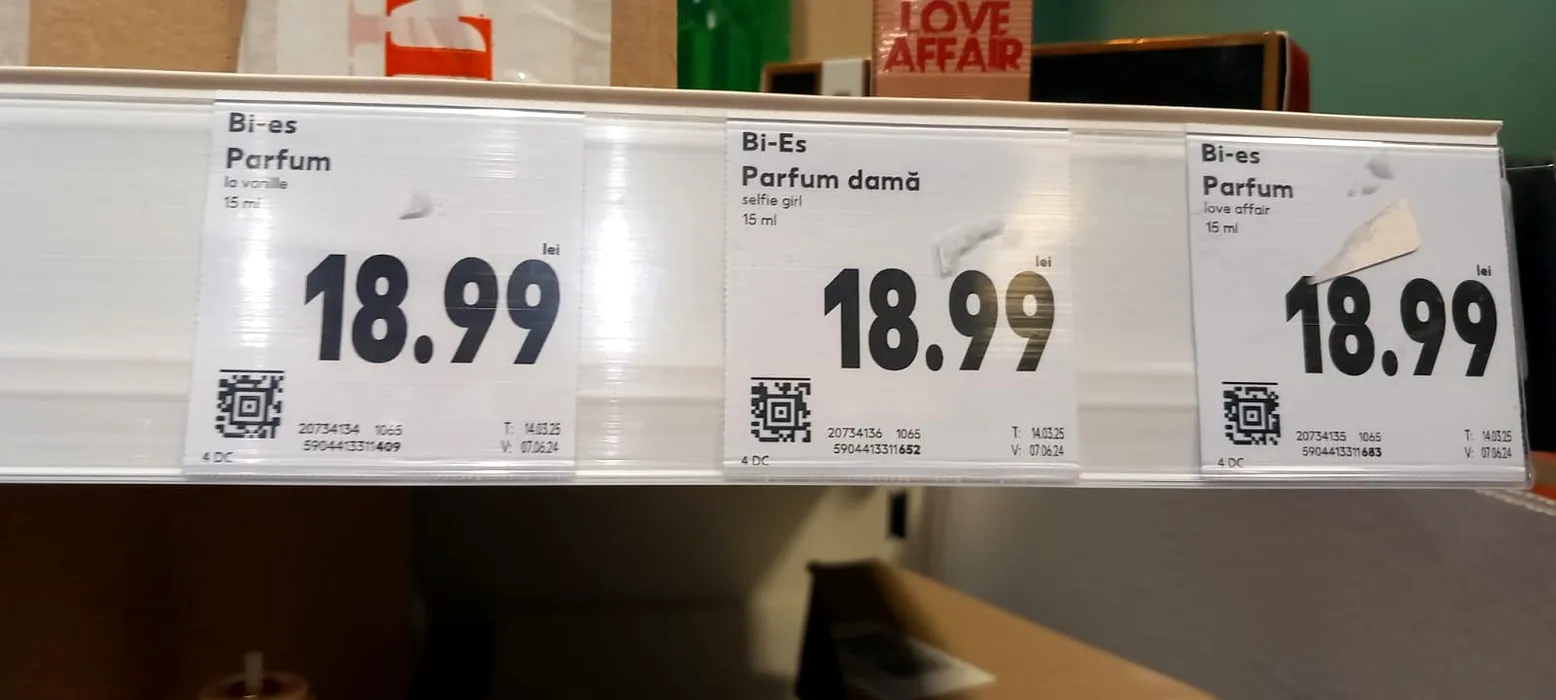 LOVE
AFFAIR
Bi-es
Parfum
la vanille
15 ml
lei
18.99
20734134 1065
5904413311409
T: 14.03.25
V: 07.06.24
4 DC
Bi-Es
Parfum damă
selfie girl
15 ml
lei
18.99
20734136 1065
5904413311652
T: 14.03.25
V: 07.06.24
4 DC
Bi-es
Parfum
love affair
15 ml
lei
18.99
20734135 1065
5904413311683
T: 14.03.25
V: 07.06.24
4 DC